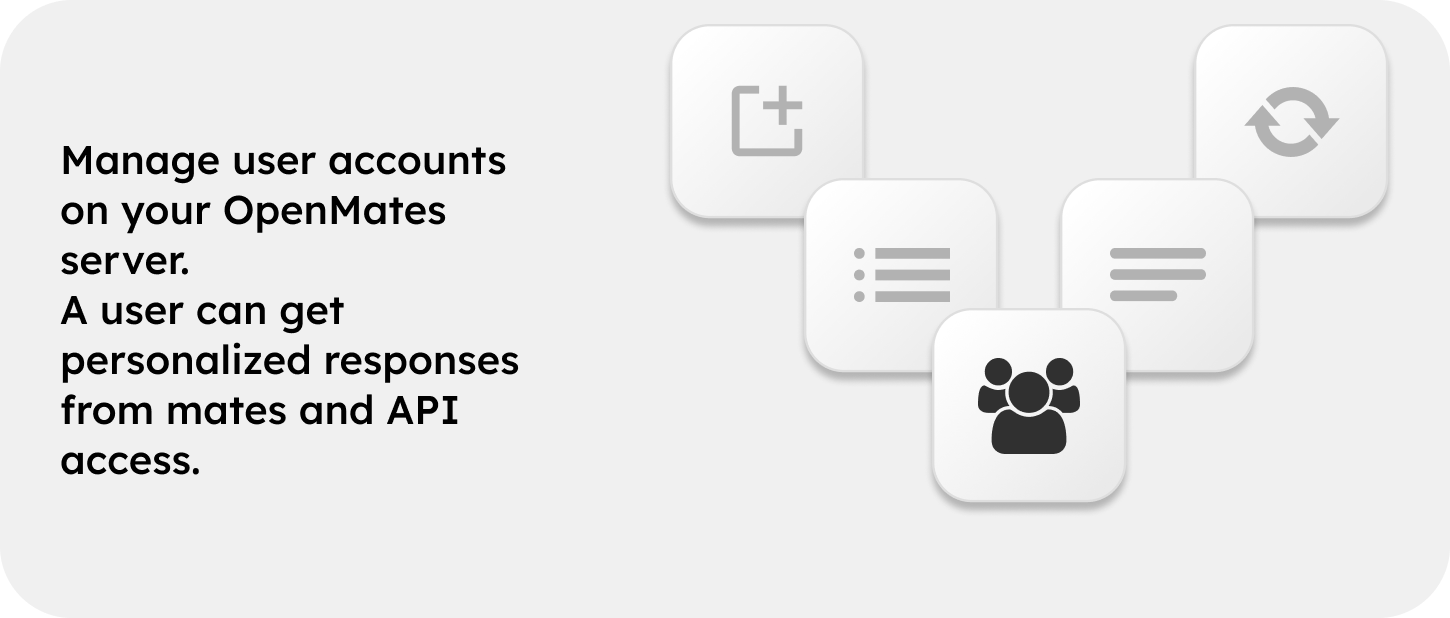 Manage user accounts
on your OpenMates
server.
A user can get
personalized responses
from mates and API
access.